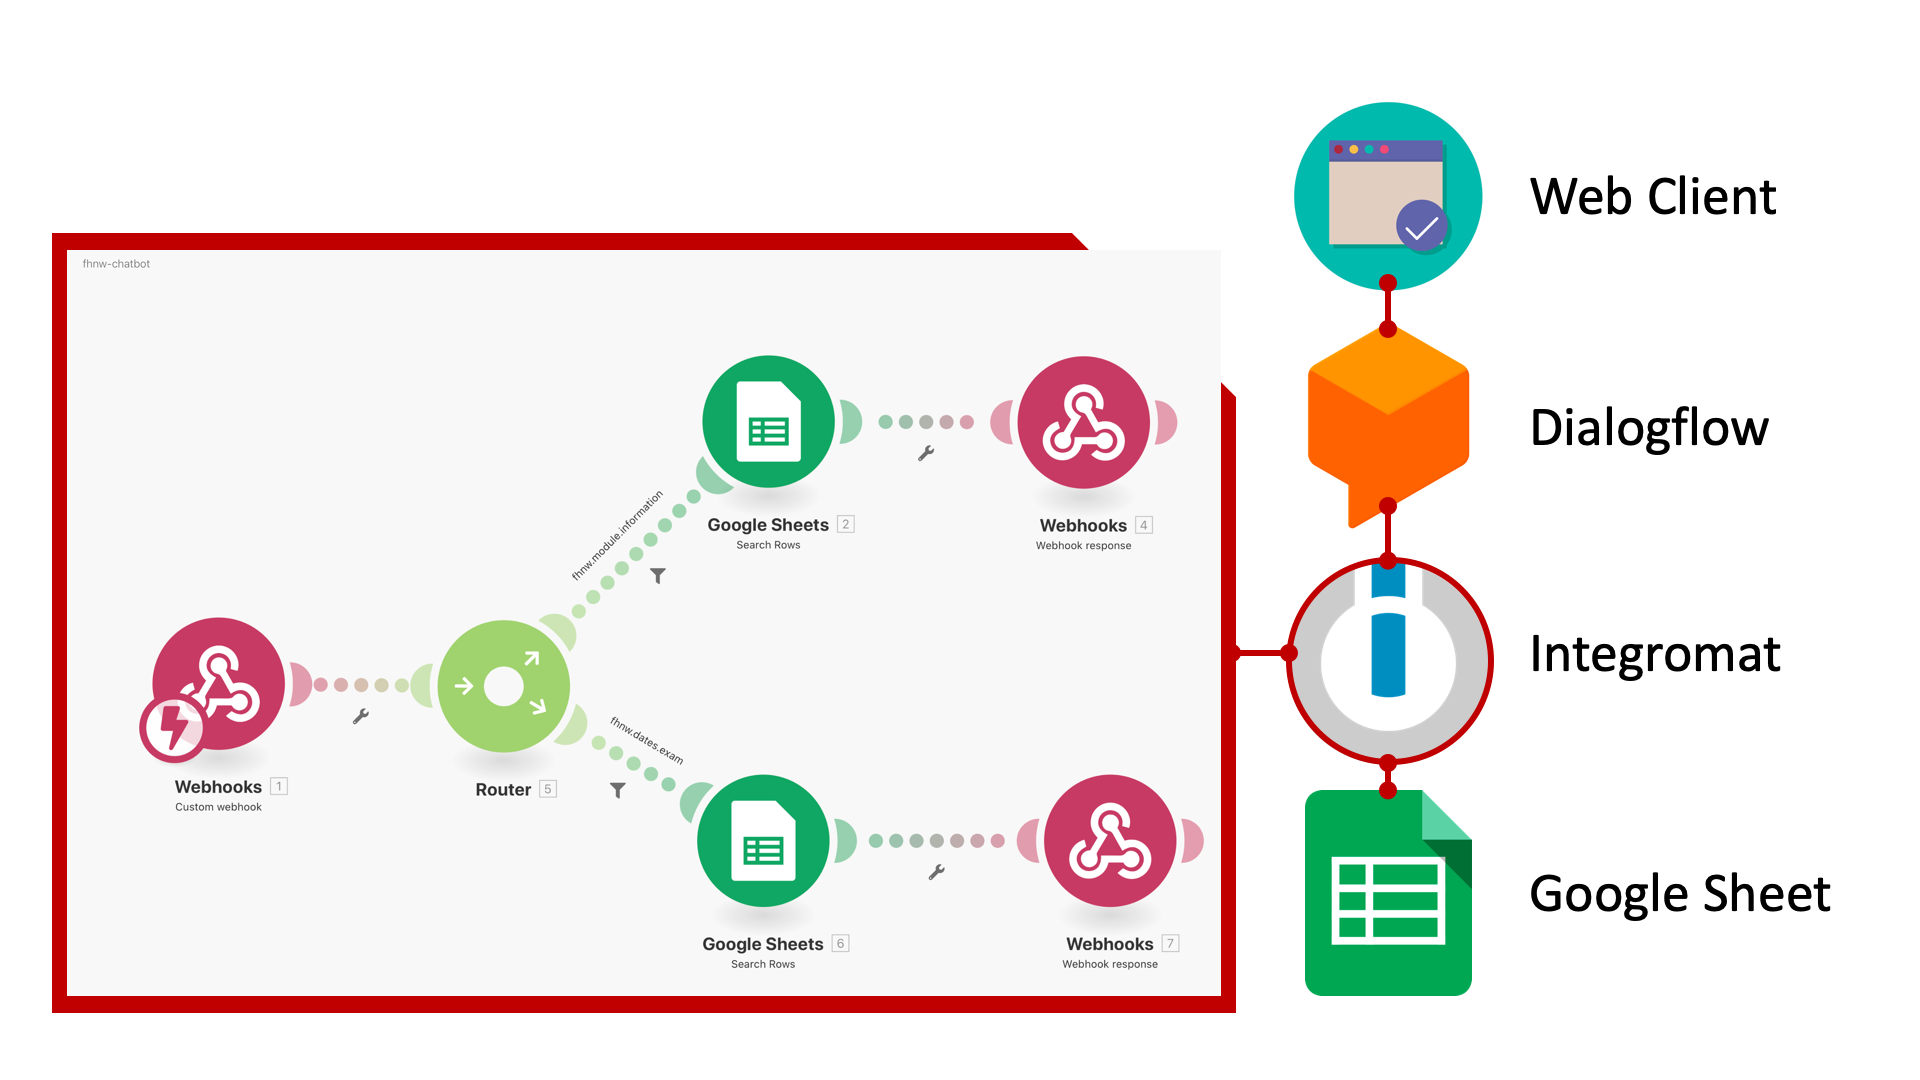 fhnw-chatbot
Google Sheets 2
Search Rows
Webhooks 4
Webhook response
fhnw.module.information
Webhooks 1
Custom webhook
Router 5
fhnw.dates.exam
Google Sheets 6
Search Rows
Webhooks 7
Webhook response
Web Client
Dialogflow
Integromat
Google Sheet